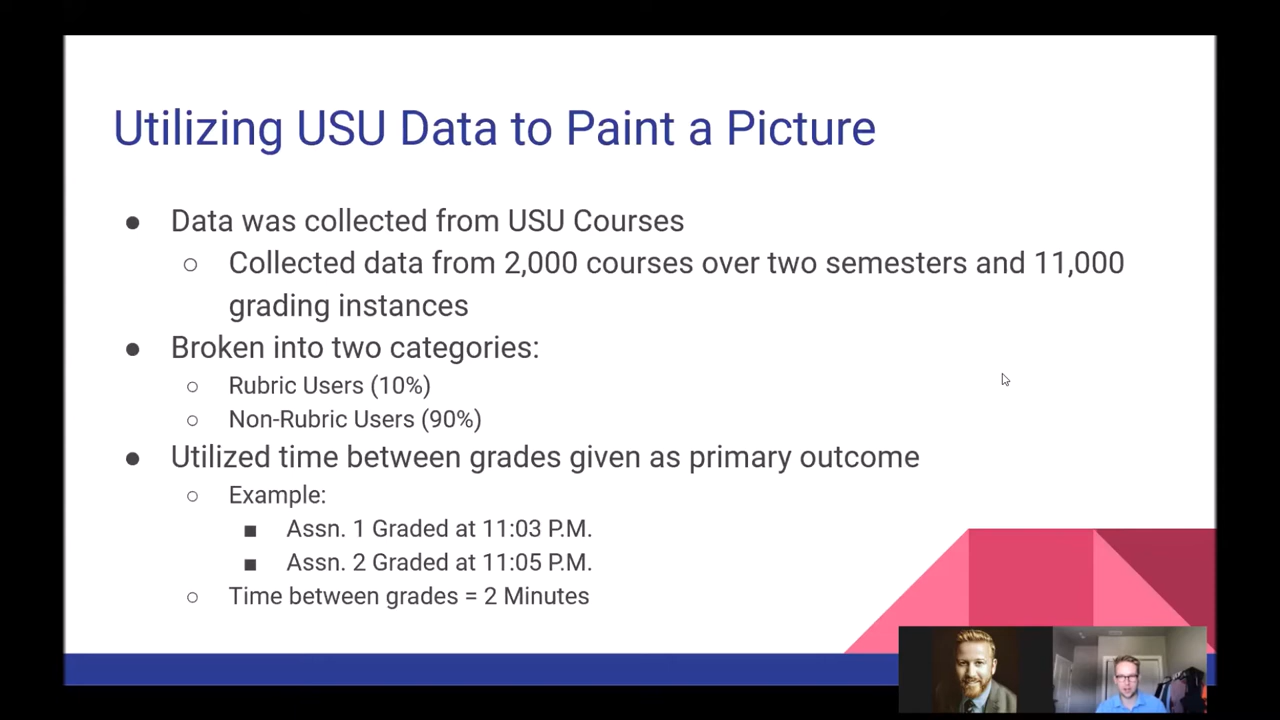 Utilizing USU Data to Paint a Picture
● Data was collected from USU Courses
○ Collected data from 2,000 courses over two semesters and 11,000
grading instances
● Broken into two categories:
○ Rubric Users (10%)
○ Non-Rubric Users (90%)
● Utilized time between grades given as primary outcome
○ Example:
■ Assn. 1 Graded at 11:03 P.M.
■ Assn. 2 Graded at 11:05 P.M.
○ Time between grades = 2 Minutes